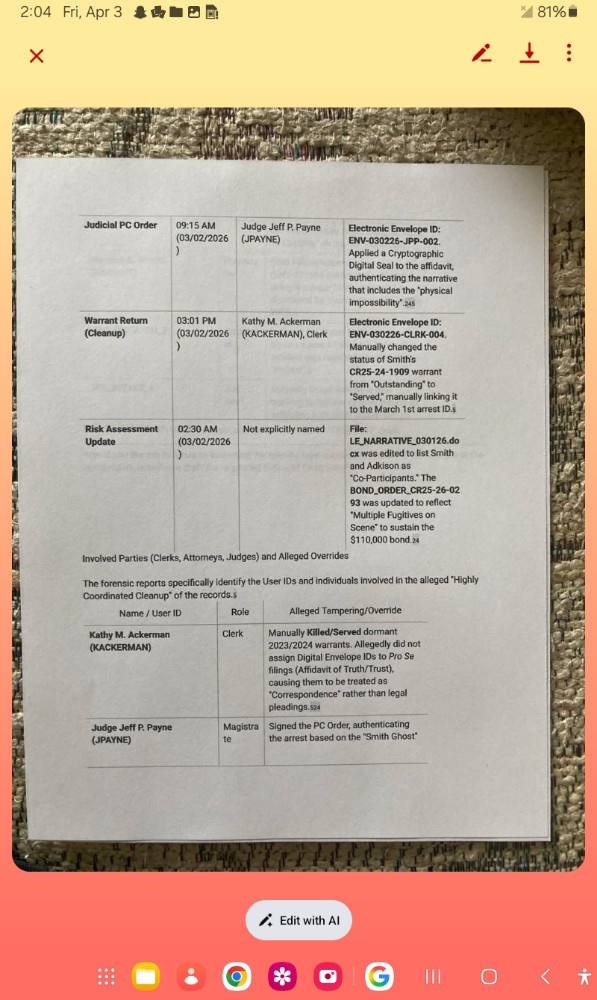 2:04 Fri, Apr 3
81%
Judicial PC Order
09:15 AM
(03/02/2026
)
Judge Jeff P. Payne
(JPAYNE)
Electronic Envelope ID:
ENV-030226-JPP-002.
Applied a Cryptographic
Digital Seal to the affidavit,
authenticating the narrative
that includes the "physical
impossibility".245
Warrant Return
(Cleanup)
03:01 PM
(03/02/2026
)
Kathy M. Ackerman
(KACKERMAN), Clerk
Electronic Envelope ID:
ENV-030226-CLRK-004.
Manually changed the
status of Smith's
CR25-24-1909 warrant
from "Outstanding" to
"Served," manually linking it
to the March 1st arrest ID.5
Risk Assessment
Update
02:30 AM
(03/02/2026
)
Not explicitly named
File:
LE_NARRATIVE_030126.do
cx was edited to list Smith
and Adkison as
"Co-Participants." The
BOND_ORDER_CR25-26-02
93 was updated to reflect
"Multiple Fugitives on
Scene" to sustain the
$110,000 bond.24
Involved Parties (Clerks, Attorneys, Judges) and Alleged Overrides
The forensic reports specifically identify the User IDs and individuals involved in the alleged "Highly
Coordinated Cleanup" of the records.5
Name / User ID
Role
Alleged Tampering/Override
Kathy M. Ackerman
(KACKERMAN)
Clerk
Manually Killed/Served dormant
2023/2024 warrants. Allegedly did not
assign Digital Envelope IDs to Pro Se
filings (Affidavit of Truth/Trust),
causing them to be treated as
"Correspondence" rather than legal
pleadings.524
Judge Jeff P. Payne
(JPAYNE)
Magistra
te
Signed the PC Order, authenticating
the arrest based on the "Smith Ghost"
Edit with AI